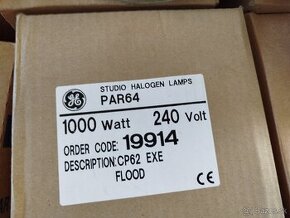 STUDIO HALOGEN LAMPS
PAR64
1000 Watt 240 Volt
ORDER CODE: 19914
DESCRIPTION: CP62 EXE
FLOOD
CE